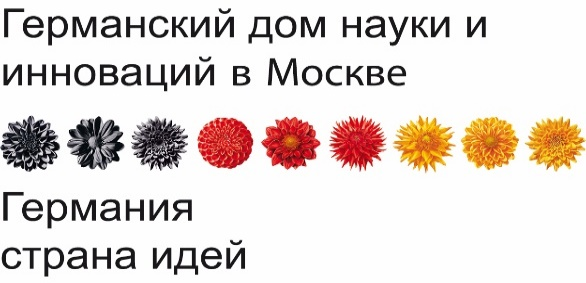 Германский дом науки и
инноваций в Москве
Германия
страна идей